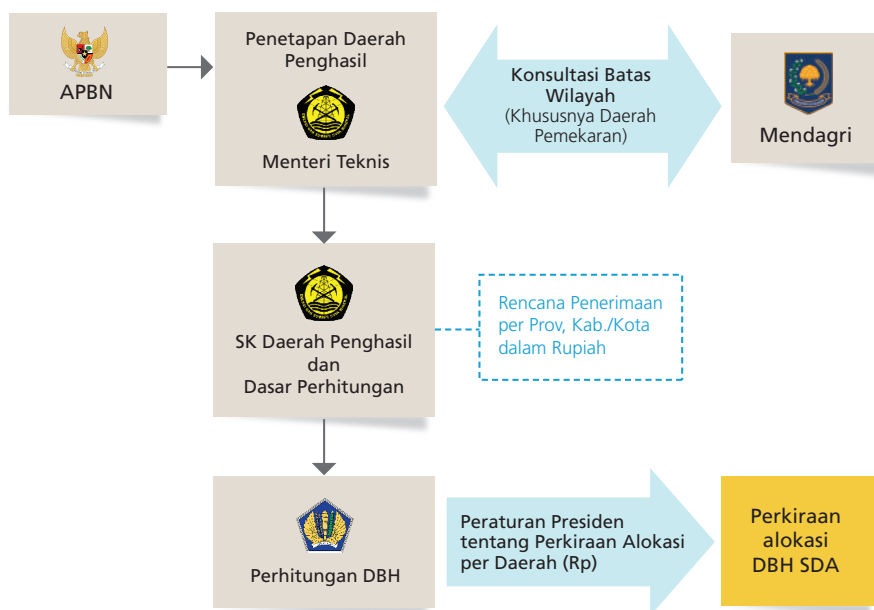 APBN
Penetapan Daerah
Penghasil
Menteri Teknis
Konsultasi Batas
Wilayah
(Khususnya Daerah
Pemekaran)
Mendagri
SK Daerah Penghasil
dan
Dasar Perhitungan
Rencana Penerimaan
per Prov, Kab./Kota
dalam Rupiah
Perhitungan DBH
Peraturan Presiden
tentang Perkiraan Alokasi
per Daerah (Rp)
Perkiraan
alokasi
DBH SDA